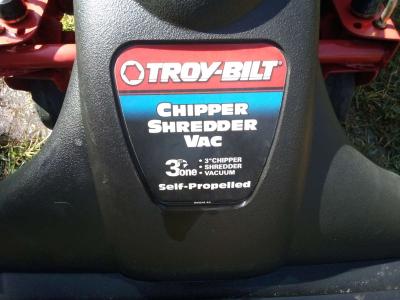 TROY-BILT®
CHIPPER
SHREDDER
VAC
3 in one
• 3" CHIPPER
• SHREDDER
• VACUUM
Self-Propelled